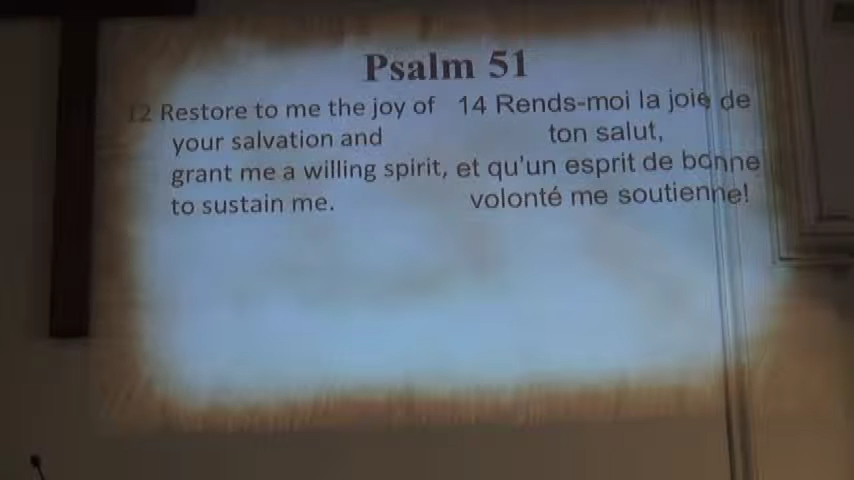 Psalm 51
12 Restore to me the joy of
your salvation and
grant me a willing spirit,
to sustain me.
14 Rends-moi la joie de
ton salut,
et qu'un esprit de bonne
volonté me soutienne!